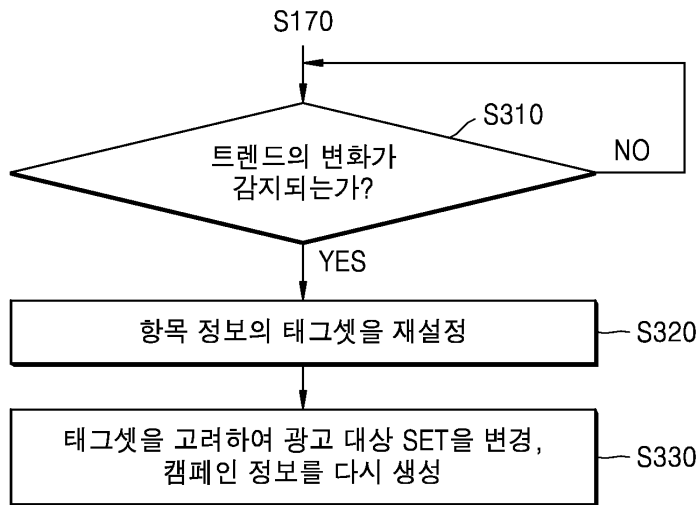 S170
S310
트렌드의 변화가
감지되는가?
NO
YES
항목 정보의 태그셋을 재설정
S320
태그셋을 고려하여 광고 대상 SET을 변경,
캠페인 정보를 다시 생성
S330